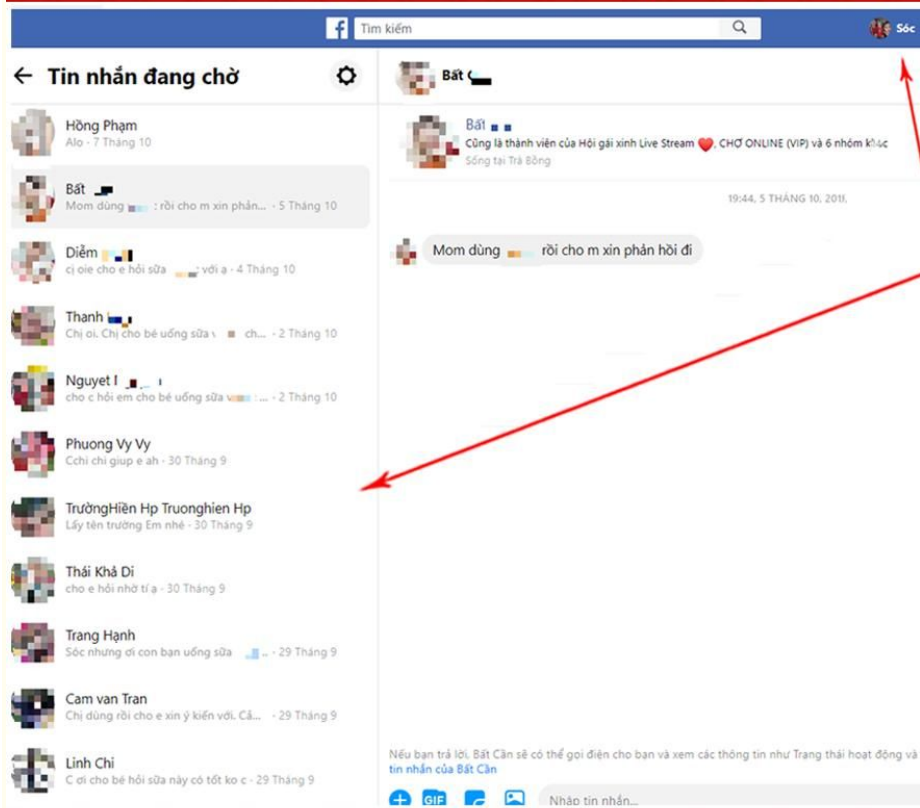 Tìm kiếm
Sóc
Tin nhắn đang chờ
Hồng Phạm
Alo - 7 Tháng 10
Bất
Mom dùng : rồi cho m xin phản... - 5 Tháng 10
Diễm
cj oie cho e hỏi sữa với ạ - 4 Tháng 10
Thanh
Chị oi. Chị cho bé uống sữa ch... - 2 Tháng 10
Nguyet
cho c hỏi em cho bé uống sữa : ... - 2 Tháng 10
Phuong Vy Vy
Cchi chi giup e ah - 30 Tháng 9
TrườngHiền Hp Truonghien Hp
Lấy tên trường Em nhé - 30 Tháng 9
Thái Khả Di
cho e hỏi nhờ tí ạ - 30 Tháng 9
Trang Hạnh
Sóc nhưng ơi con bạn uống sữa .. - 29 Tháng 9
Cam van Tran
Chị dùng rồi cho e xin ý kiến với. Cả... - 29 Tháng 9
Linh Chi
C ơi cho bé hỏi sữa này có tốt ko c - 29 Tháng 9
Bất
Bất
Cũng là thành viên của Hội gái xinh Live Stream ❤️, CHỢ ONLINE (VIP) và 6 nhóm khác
Sống tại Trà Bồng
19:44, 5 THÁNG 10,
Mom dùng rồi cho m xin phản hồi đi
Nếu bạn trả lời, Bất Cần sẽ có thể gọi điện cho bạn và xem các thông tin như Trạng thái hoạt động và
tin nhắn của Bất Cần
GIF
Nhập tin nhắn...